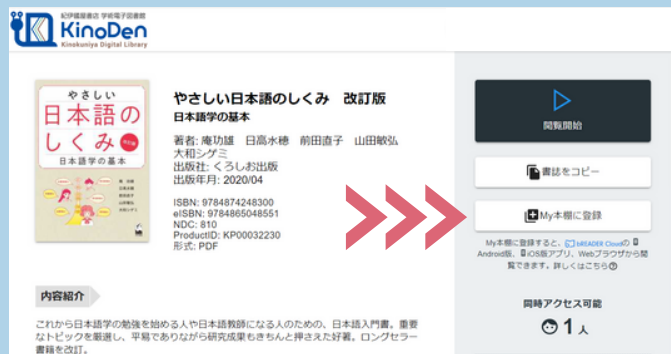 紀伊國屋書店 学術電子図書館
KinoDen
Kinokuniya Digital Library
やさしい
日本語の
しくみ
改訂版
日本語学の基本
やさしい日本語のしくみ 改訂版
日本語学の基本
著者: 庵功雄 日高水穂 前田直子 山田敏弘
大和シゲミ
出版社: くろしお出版
出版年月: 2020/04
ISBN: 9784874248300
eISBN: 9784865048551
NDC: 810
ProductID: KP00032230
形式: PDF
閲覧開始
書誌をコピー
My本棚に登録
My本棚に登録すると、bREADER Cloudの
Android版、iOS版アプリ、Webブラウザから閲
覧できます。詳しくはこちら
同時アクセス可能
1人
内容紹介
これから日本語学の勉強を始める人や日本語教師になる人のための、日本語入門書。重要
なトピックを厳選し、平易でありながら研究成果もきちんと押さえた好著。ロングセラー
書籍を改訂。